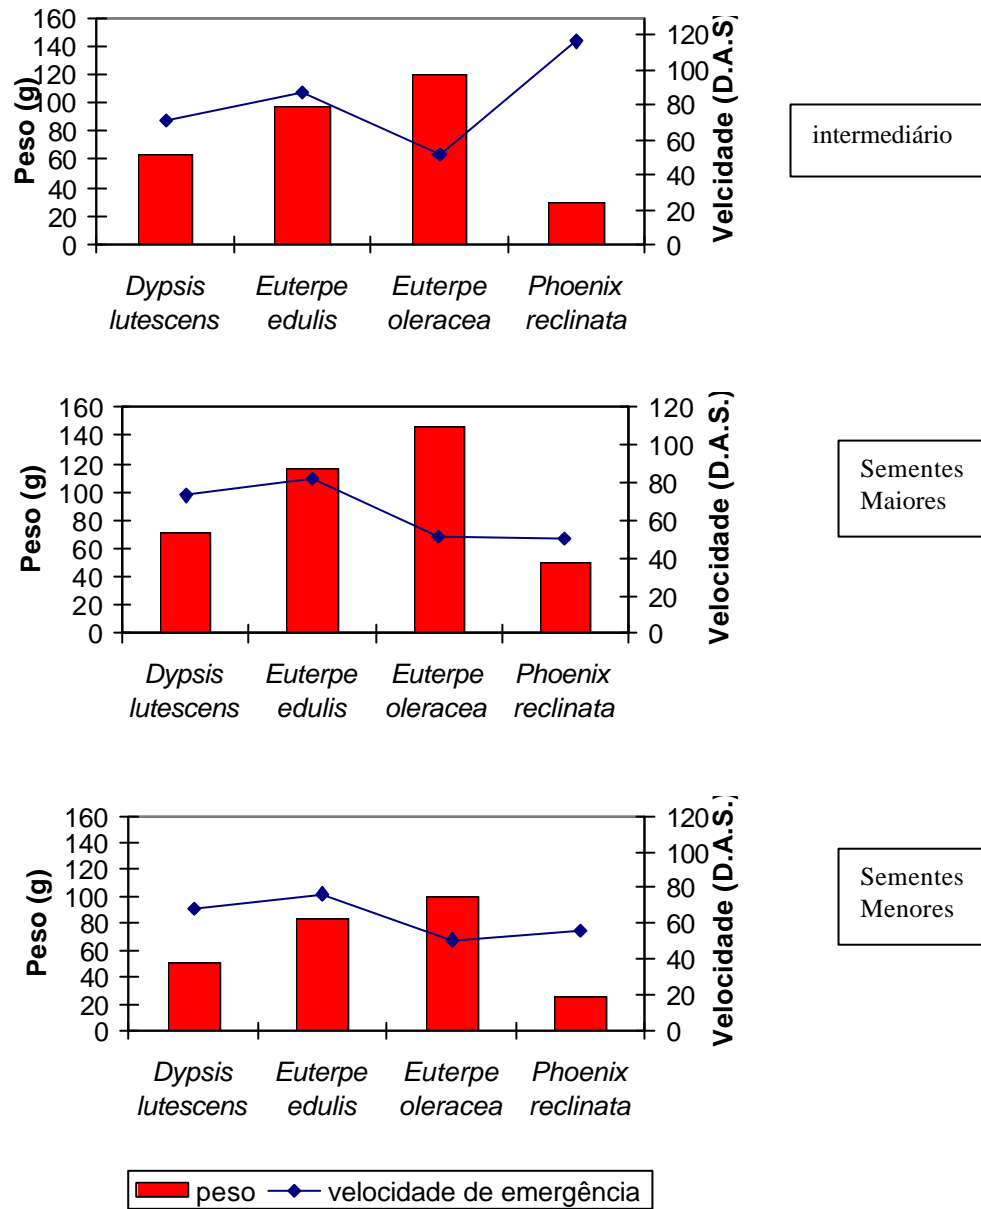 160
140
120
100
80
60
40
20
0
Peso (g)
120
100
80
60
40
20
0
Velcidade (D.A.S
Dypsis
lutescens
Euterpe
edulis
Euterpe
oleracea
Phoenix
reclinata
intermediário
160
140
120
100
80
60
40
20
0
Peso (g)
120
100
80
60
40
20
0
Velocidade (D.A.S.)
Dypsis
lutescens
Euterpe
edulis
Euterpe
oleracea
Phoenix
reclinata
Sementes
Maiores
160
140
120
100
80
60
40
20
0
Peso (g)
120
100
80
60
40
20
0
Velocidade (D.A.S.)
Dypsis
lutescens
Euterpe
edulis
Euterpe
oleracea
Phoenix
reclinata
Sementes
Menores
peso
velocidade de emergência